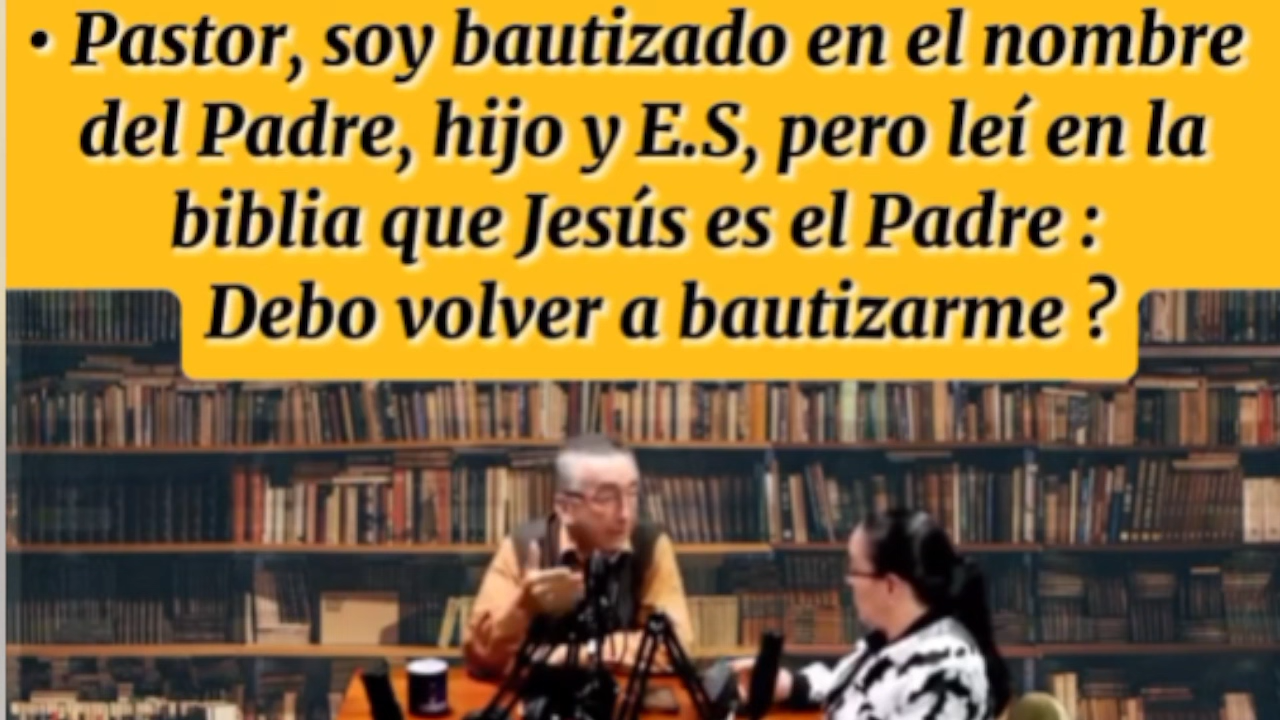 • Pastor, soy bautizado en el nombre
del Padre, hijo y E.S, pero leí en la
biblia que Jesús es el Padre :
Debo volver a bautizarme ?